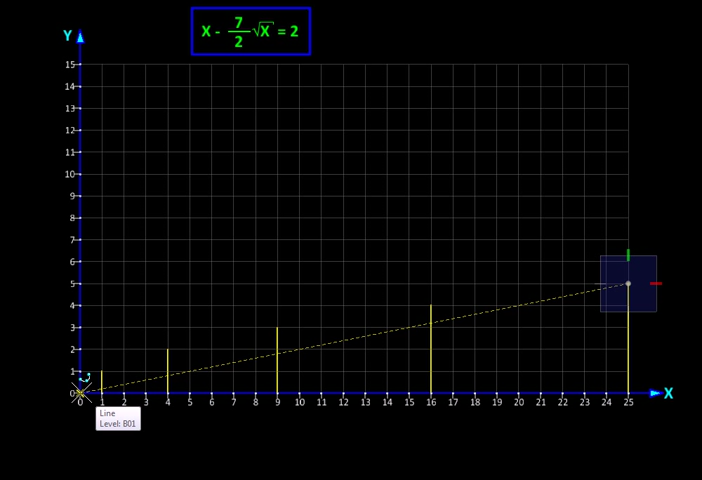 X - 7/2 √X = 2
Y
15
14
13
12
11
10
9
8
7
6
5
4
3
2
1
0
0 1 2 3 4 5 6 7 8 9 10 11 12 13 14 15 16 17 18 19 20 21 22 23 24 25
X
Line
Level: B01